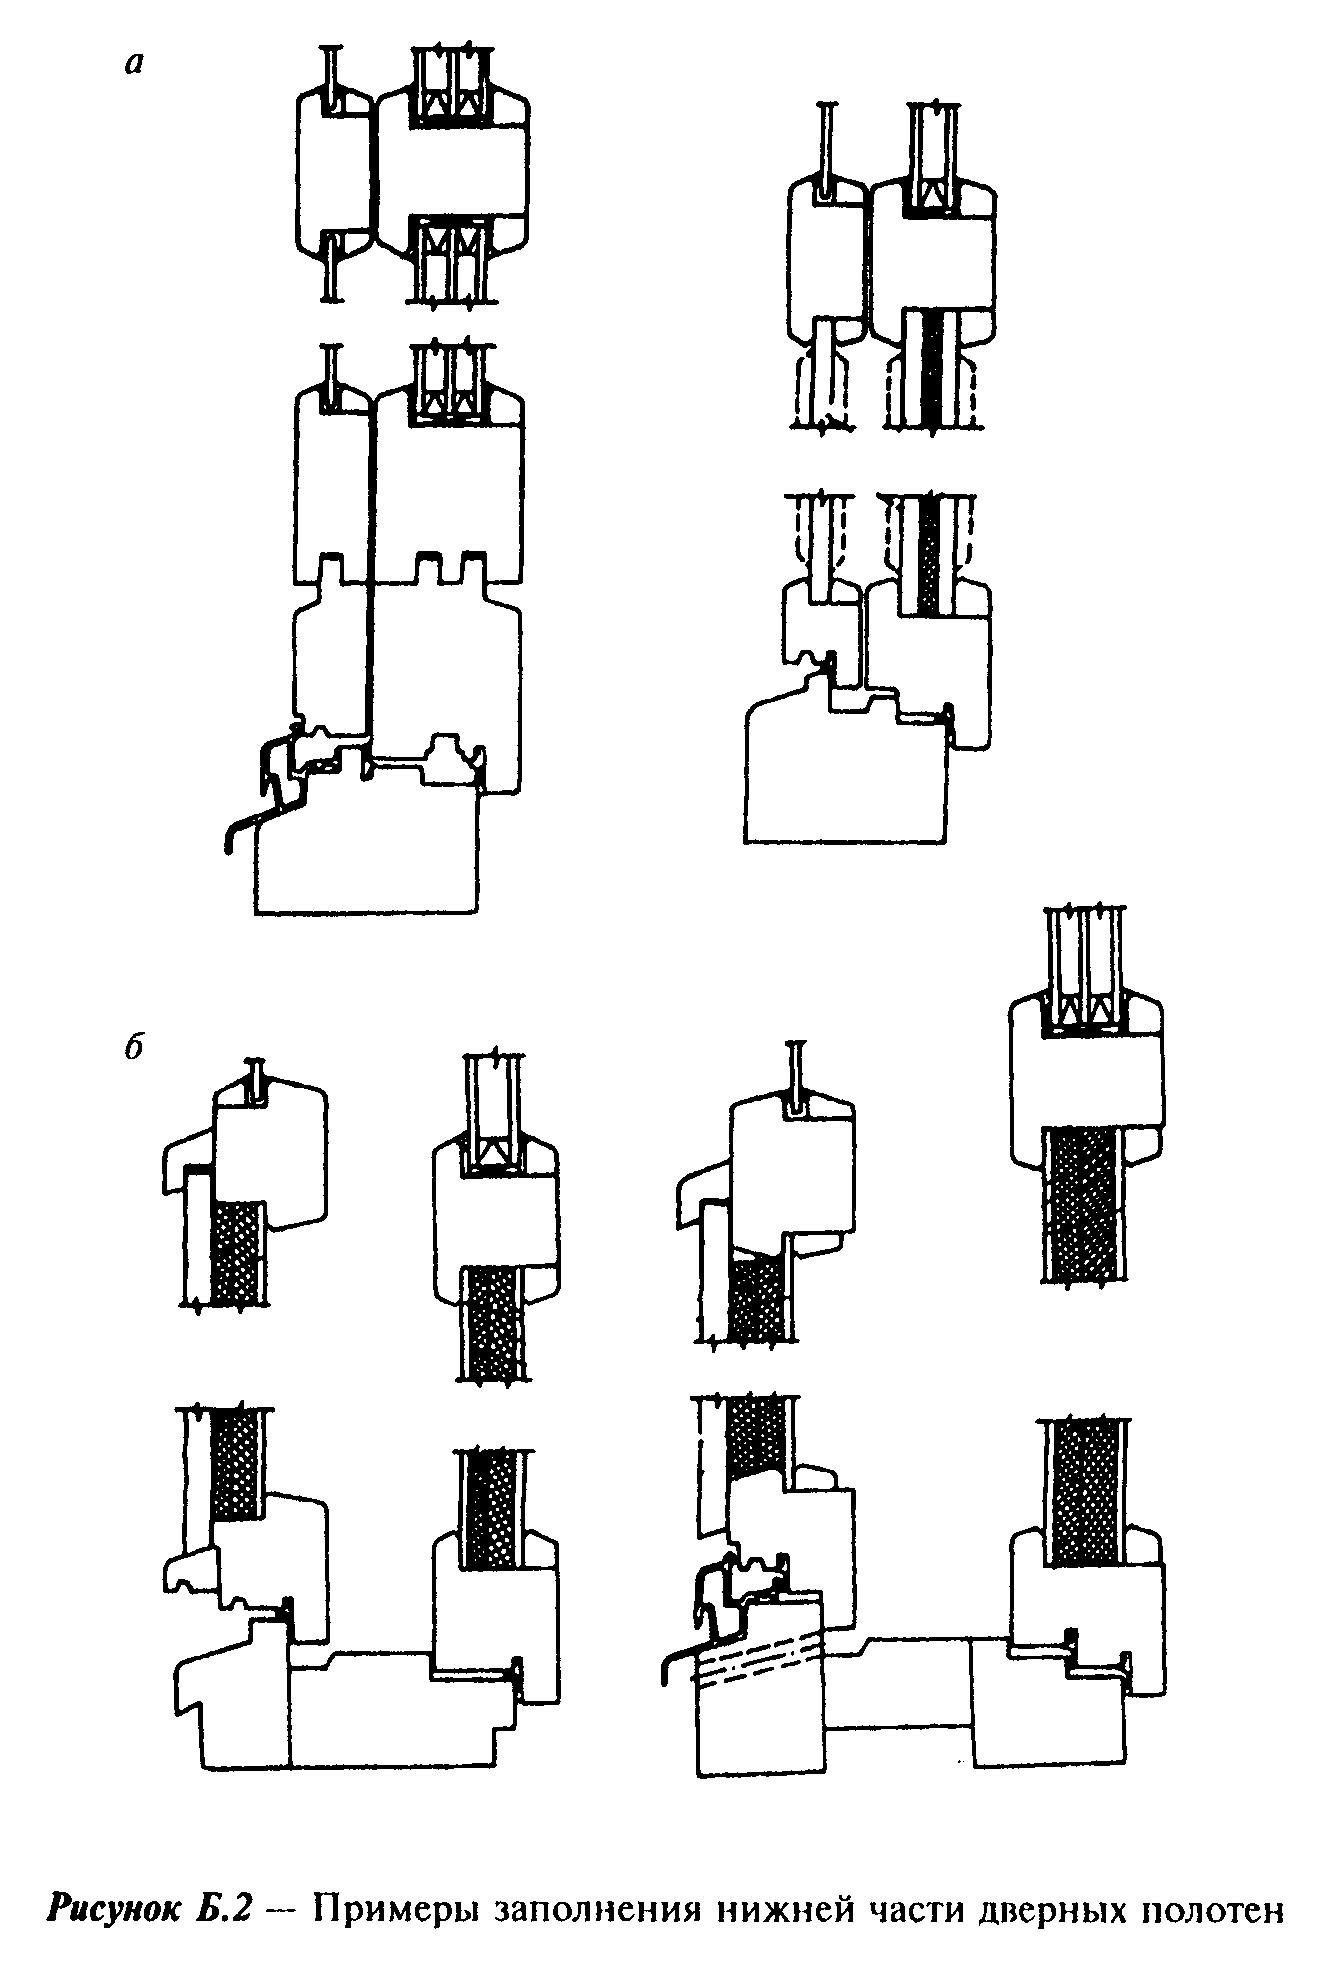 а
б
Рисунок Б.2 — Примеры заполнения нижней части дверных полотен